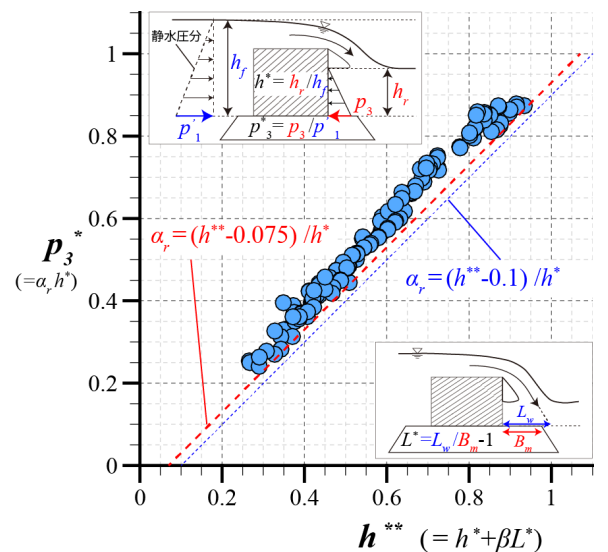 静水圧分
h_f
h* = h_r/h_f
h_r
p'_1
p_3
p*_3 = p_3/p_1
1
0.8
0.6
0.4
0.2
0
p_3*
(=α_r h*)
α_r=(h**-0.075) /h*
α_r=(h**-0.1) /h*
L_w
L*=L_w/B_m-1
B_m
0
0.2
0.4
0.6
0.8
1
h** (= h*+βL*)